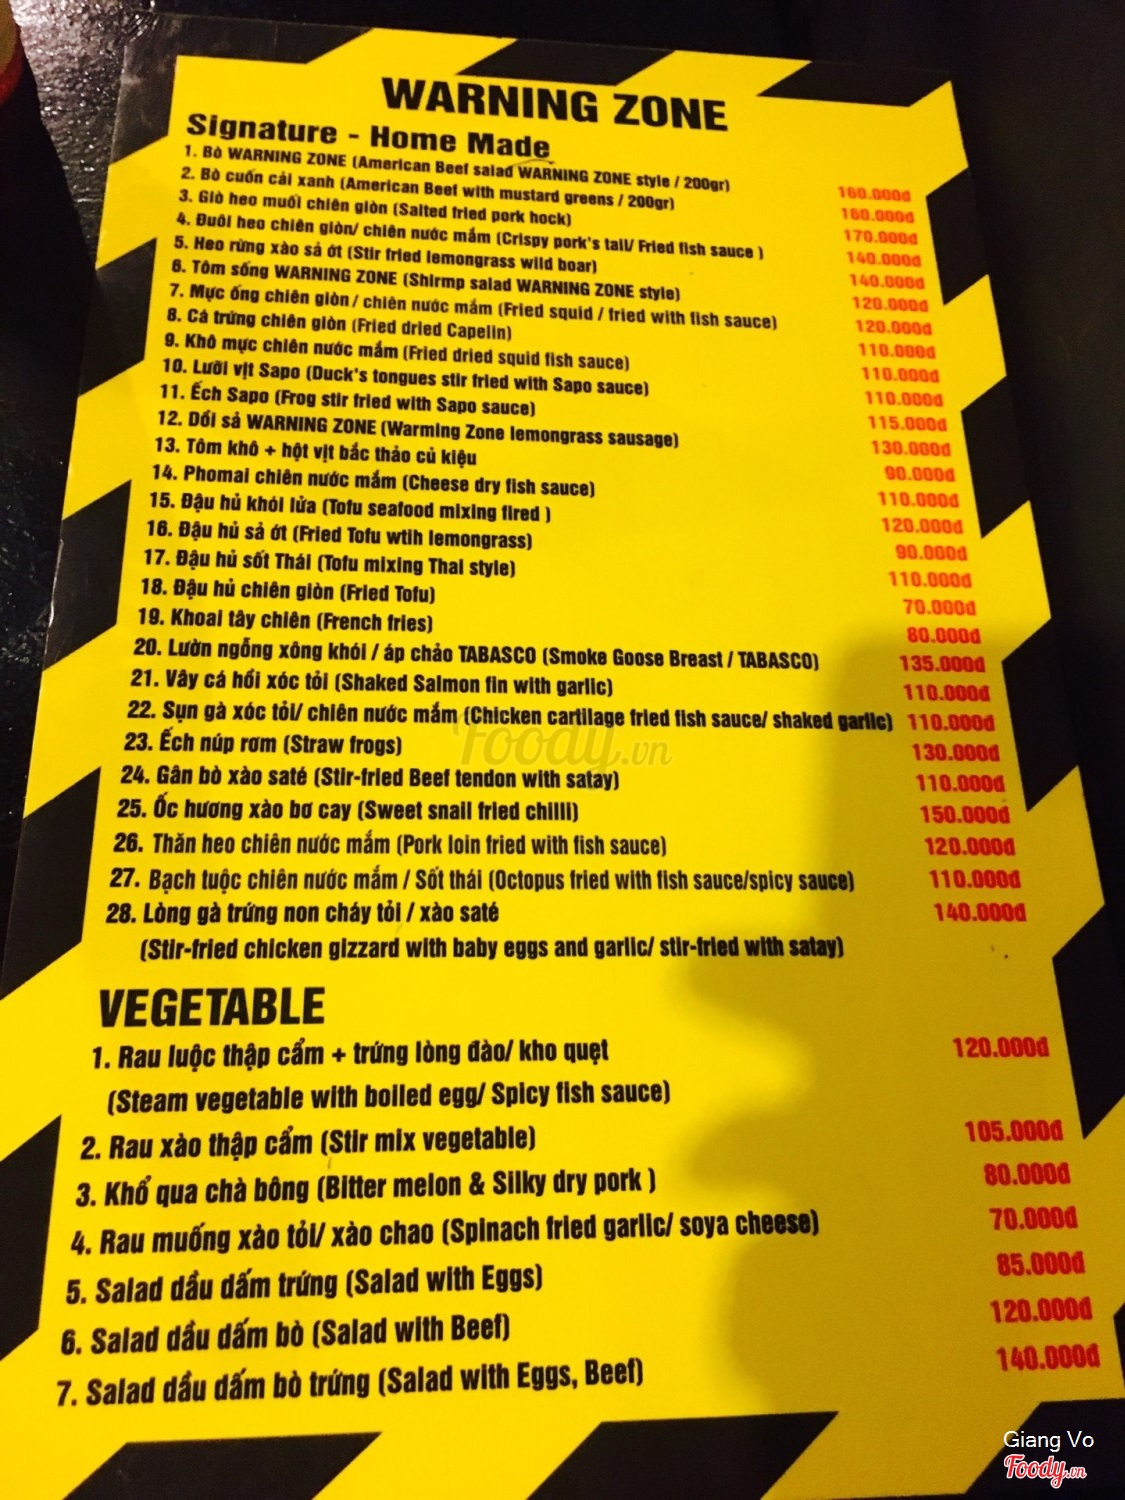 WARNING ZONE
Signature - Home Made
1. Bò WARNING ZONE (American Beef salad WARNING ZONE style / 200gr) 160.000đ
2. Bò cuốn cải xanh (American Beef with mustard greens / 200gr) 160.000đ
3. Giò heo muối chiên giòn (Salted fried pork hock) 170.000đ
4. Đuôi heo chiên giòn/ chiên nước mắm (Crispy pork's tail/ Fried fish sauce ) 140.000đ
5. Heo rừng xào sả ớt (Stir fried lemongrass wild boar) 140.000đ
6. Tôm sống WARNING ZONE (Shirmp salad WARNING ZONE style) 120.000đ
7. Mực ống chiên giòn / chiên nước mắm (Fried squid / fried with fish sauce) 120.000đ
8. Cá trứng chiên giòn (Fried dried Capelin) 110.000đ
9. Khô mực chiên nước mắm (Fried dried squid fish sauce) 110.000đ
10. Lưỡi vịt Sapo (Duck's tongues stir fried with Sapo sauce) 110.000đ
11. Ếch Sapo (Frog stir fried with Sapo sauce) 115.000đ
12. Dồi sả WARNING ZONE (Warming Zone lemongrass sausage) 130.000đ
13. Tôm khô + hột vịt bắc thảo củ kiệu 90.000đ
14. Phomai chiên nước mắm (Cheese dry fish sauce) 110.000đ
15. Đậu hủ khói lửa (Tofu seafood mixing fired ) 120.000đ
16. Đậu hủ sả ớt (Fried Tofu wtih lemongrass) 90.000đ
17. Đậu hủ sốt Thái (Tofu mixing Thai style) 110.000đ
18. Đậu hủ chiên giòn (Fried Tofu) 70.000đ
19. Khoai tây chiên (French fries) 80.000đ
20. Lườn ngỗng xông khói / áp chảo TABASCO (Smoke Goose Breast / TABASCO) 135.000đ
21. Vây cá hồi xóc tỏi (Shaked Salmon fin with garlic) 110.000đ
22. Sụn gà xóc tỏi/ chiên nước mắm (Chicken cartilage fried fish sauce/ shaked garlic) 110.000đ
23. Ếch núp rơm (Straw frogs) 130.000đ
24. Gân bò xào saté (Stir-fried Beef tendon with satay) 110.000đ
25. Ốc hương xào bơ cay (Sweet snail fried chilli) 150.000đ
26. Thăn heo chiên nước mắm (Pork loin fried with fish sauce) 120.000đ
27. Bạch tuộc chiên nước mắm / Sốt thái (Octopus fried with fish sauce/spicy sauce) 110.000đ
28. Lòng gà trứng non cháy tỏi / xào saté 140.000đ
(Stir-fried chicken gizzard with baby eggs and garlic/ stir-fried with satay)
VEGETABLE
1. Rau luộc thập cẩm + trứng lòng đào/ kho quẹt 120.000đ
(Steam vegetable with boiled egg/ Spicy fish sauce)
2. Rau xào thập cẩm (Stir mix vegetable) 105.000đ
3. Khổ qua chà bông (Bitter melon & Silky dry pork ) 80.000đ
4. Rau muống xào tỏi/ xào chao (Spinach fried garlic/ soya cheese) 70.000đ
5. Salad dầu dấm trứng (Salad with Eggs) 85.000đ
6. Salad dầu dấm bò (Salad with Beef) 120.000đ
7. Salad dầu dấm bò trứng (Salad with Eggs, Beef) 140.000đ
Foody.vn
Giang Vo
Foody.vn